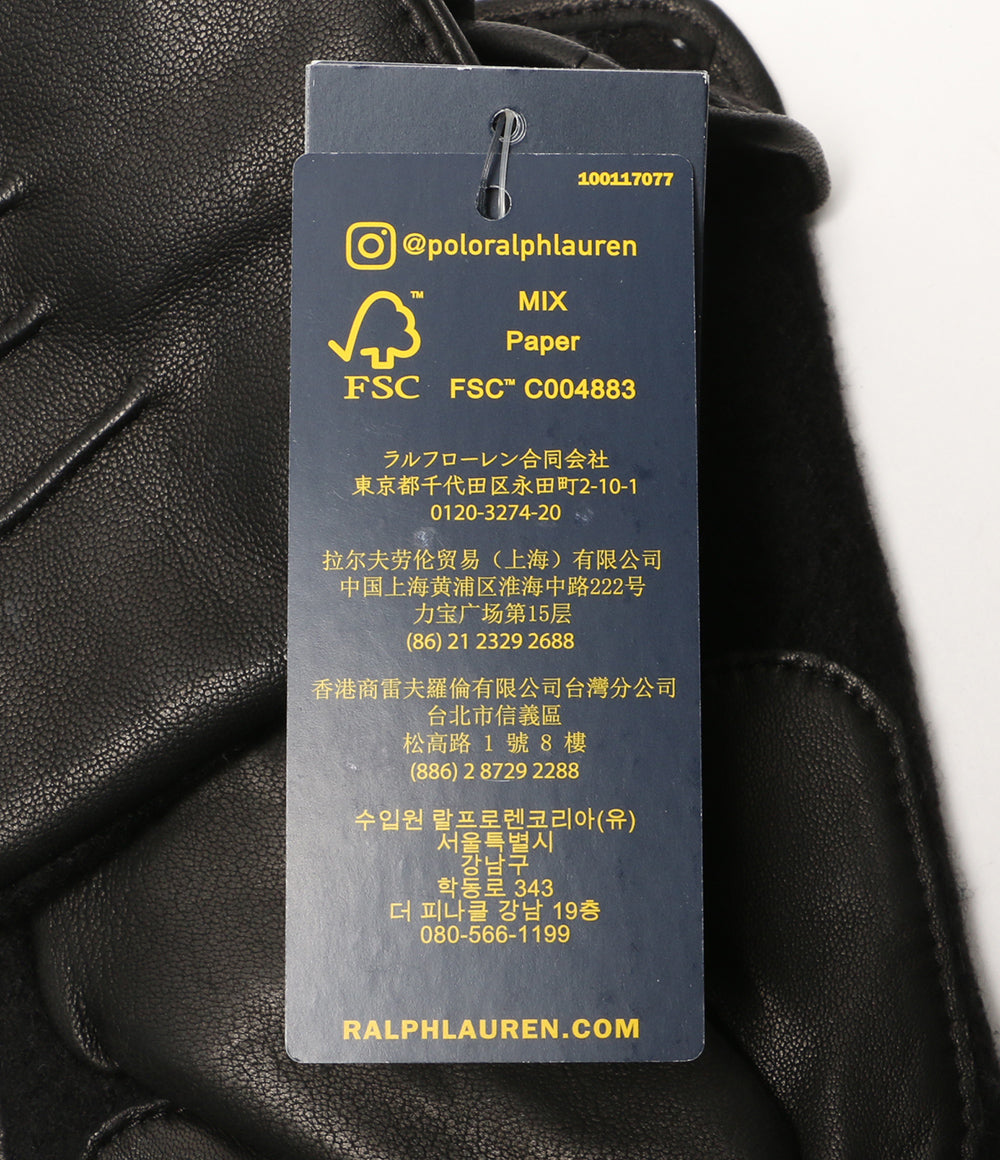 100117077
@poloralphlauren
MIX
Paper
FSC™ C004883
™
FSC
ラルフローレン合同会社
東京都千代田区永田町2-10-1
0120-3274-20
拉尔夫劳伦贸易（上海）有限公司
中国上海黄浦区淮海中路222号
力宝广场第15层
(86) 21 2329 2688
香港商雷夫羅倫有限公司台灣分公司
台北市信義區
松高路 1 號 8 樓
(886) 2 8729 2288
수입원 랄프로렌코리아(유)
서울특별시
강남구
학동로 343
더 피나클 강남 19층
080-566-1199
RALPHLAUREN.COM